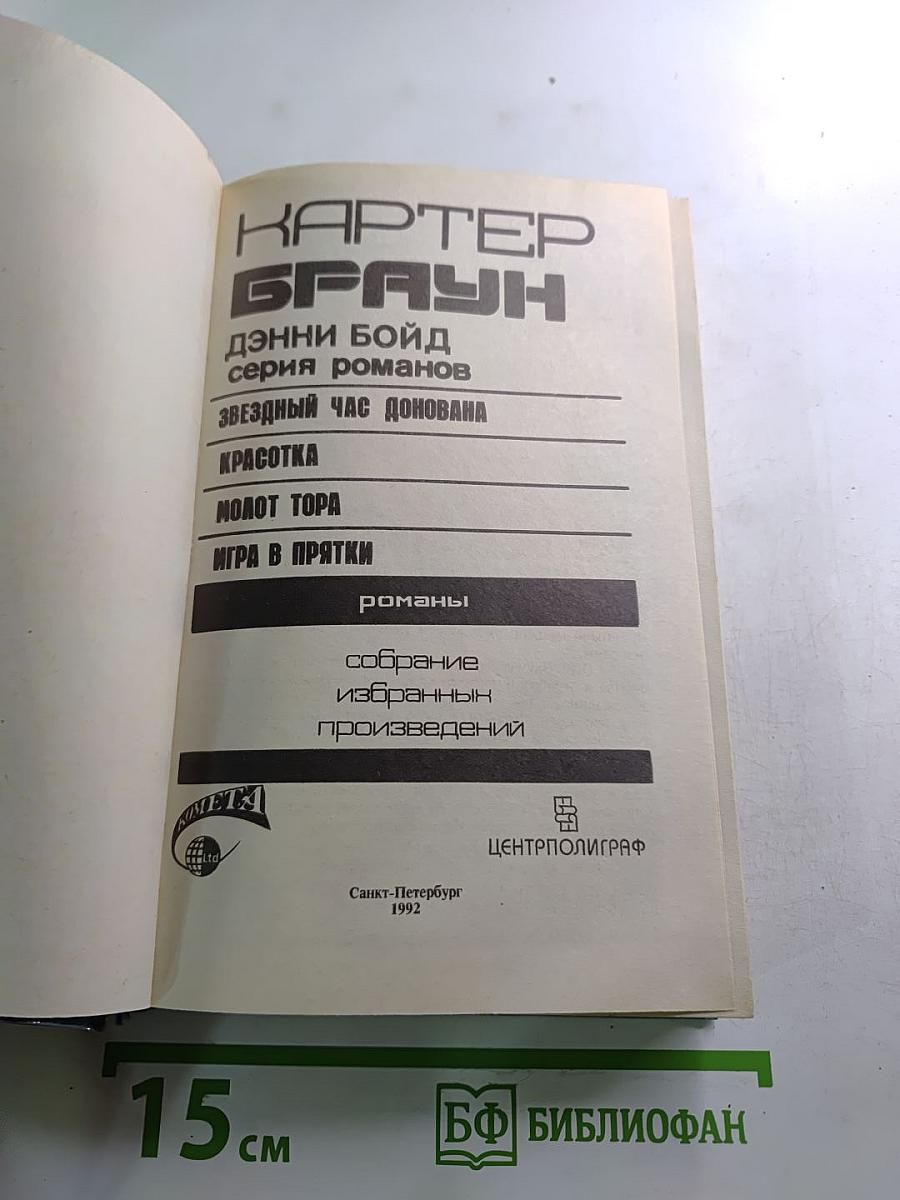 КАРТЕР
БРАУН
ДЭННИ БОЙД
серия романов
ЗВЕЗДНЫЙ ЧАС ДОНОВАНА
КРАСОТКА
МОЛОТ ТОРА
ИГРА В ПРЯТКИ
романы
собрание
избранных
произведений
КОМЕТА
Ltd
ЦЕНТРПОЛИГРАФ
Санкт-Петербург
1992
15 см
БФ БИБЛИОФАН